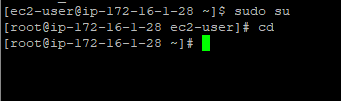 [ec2-user@ip-172-16-1-28 ~]$ sudo su
[root@ip-172-16-1-28 ec2-user]# cd
[root@ip-172-16-1-28 ~]#